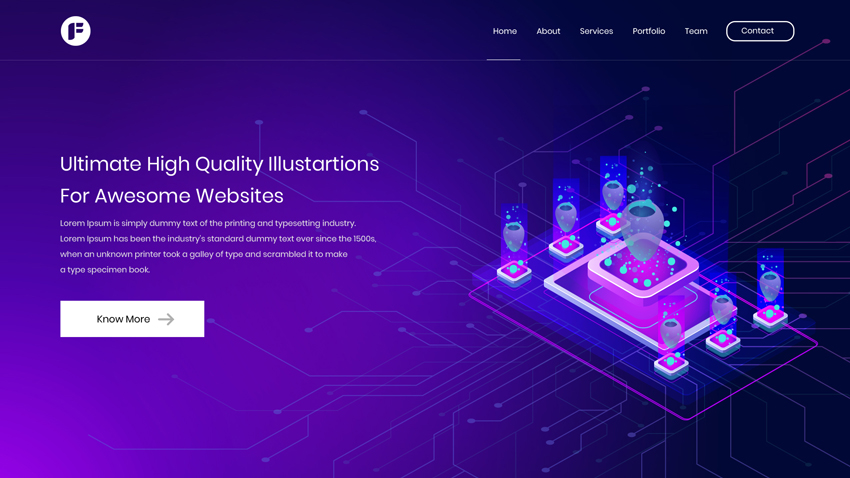 F
Home About Services Portfolio Team Contact
Ultimate High Quality Illustartions
For Awesome Websites
Lorem Ipsum is simply dummy text of the printing and typesetting industry.
Lorem Ipsum has been the industry's standard dummy text ever since the 1500s,
when an unknown printer took a galley of type and scrambled it to make
a type specimen book.
Know More